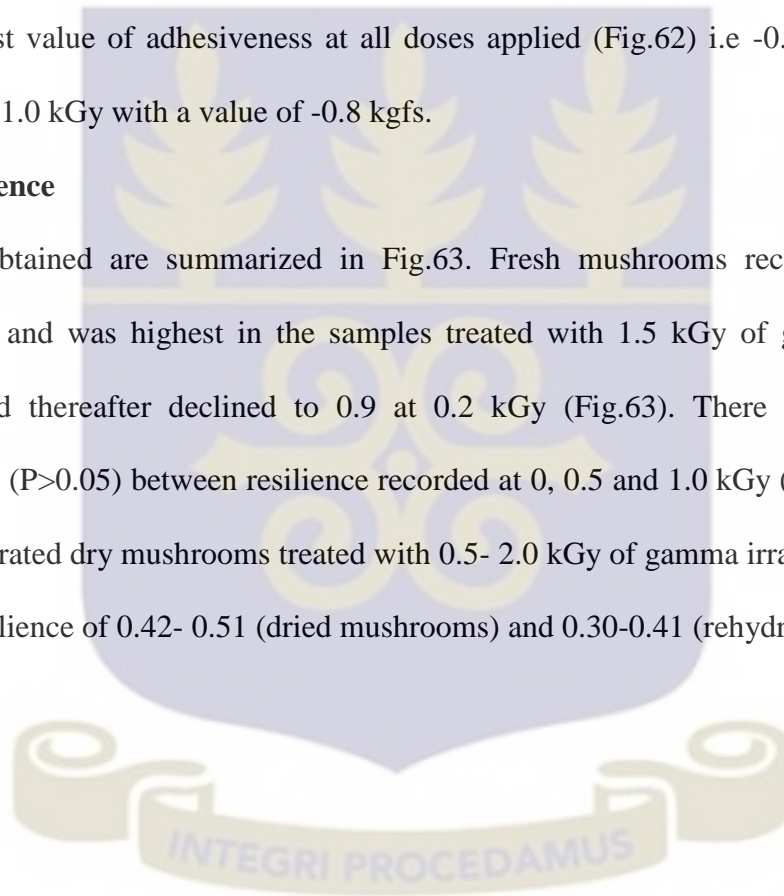 st value of adhesiveness at all doses applied (Fig.62) i.e -0.
1.0 kGy with a value of -0.8 kgfs.
ence
btained are summarized in Fig.63. Fresh mushrooms rec
and was highest in the samples treated with 1.5 kGy of
d thereafter declined to 0.9 at 0.2 kGy (Fig.63). There
(P>0.05) between resilience recorded at 0, 0.5 and 1.0 kGy (
rated dry mushrooms treated with 0.5- 2.0 kGy of gamma irra
lience of 0.42- 0.51 (dried mushrooms) and 0.30-0.41 (rehydr
INTEGRI PROCEDAMUS